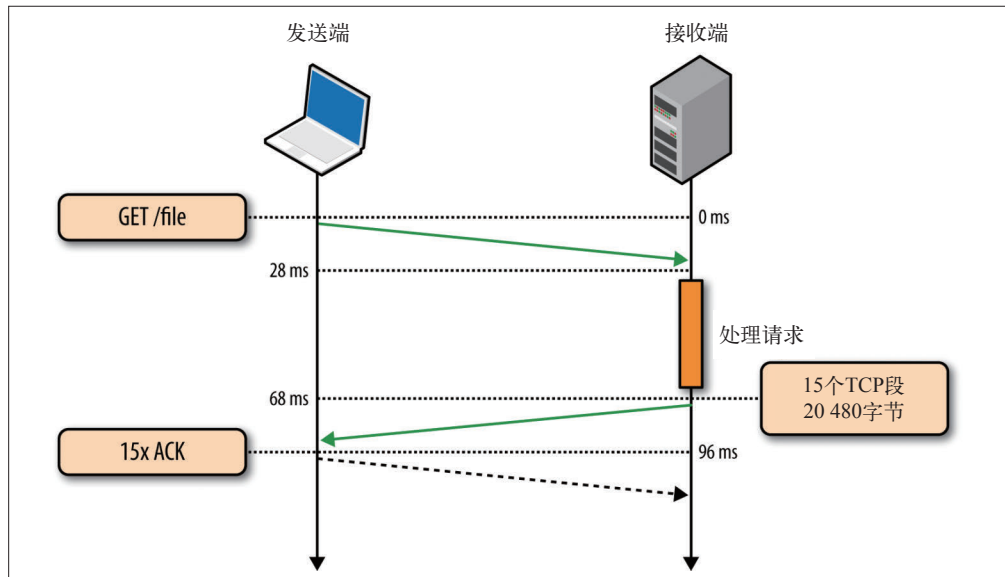 发送端
接收端
GET /file
0 ms
28 ms
处理请求
68 ms
15个TCP段
20 480字节
15x ACK
96 ms